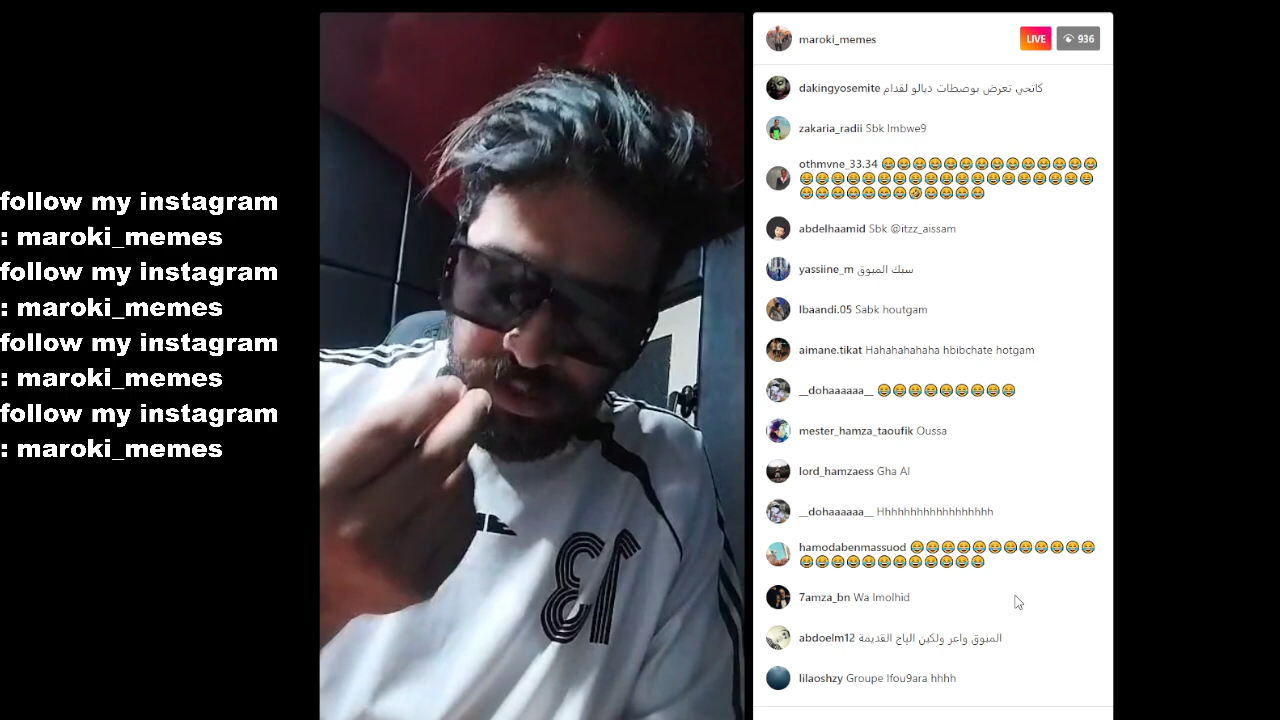 follow my instagram
: maroki_memes
follow my instagram
: maroki_memes
follow my instagram
: maroki_memes
follow my instagram
: maroki_memes
13
maroki_memes LIVE 936
dakingyosemite كاتجي تعرض بوصطات ديالو لقدام
zakaria_radii Sbk lmbwe9
othmvne_33.34 😂😂😂😂😂😂😂😂😂😂😂😂😂😂
😂😂😂😂😂😂😂😂😂😂😂😂😂😂😂😂😂😂😂
😂😂😂😂😂😂😂🤣😂😂😂😂
abdelhaamid Sbk @itzz_aissam
yassiine_m سبك المبوق
lbaandi.05 Sabk houtgam
aimane.tikat Hahahahahaha hbibchate hotgam
__dohaaaaaa__ 😂😂😂😂😂😂😂😂😂
mester_hamza_taoufik Oussa
lord_hamzaess Gha Al
__dohaaaaaa__ Hhhhhhhhhhhhhhhhhh
hamodabenmassuod 😂😂😂😂😂😂😂😂😂😂😂😂
😂😂😂😂😂😂😂😂😂😂😂😂
7amza_bn Wa lmolhid
abdoelm12 المبوق واعر ولكين الپاج القديمة
lilaoshzy Groupe lfou9ara hhhh